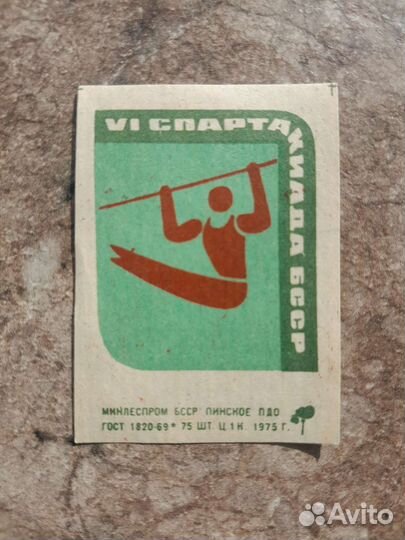 VI СПАРТАКИАДА БССР
МИНЛЕСПРОМ БССР ПИНСКОЕ ПДО
ГОСТ 1820-69* 75 ШТ. Ц. 1 К. 1975 Г.
Avito